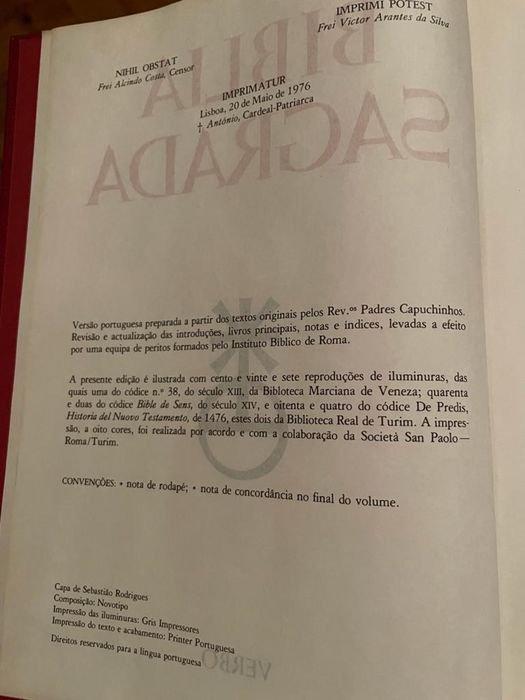 IMPRIMI POTEST
Frei Victor Arantes da Silva
NIHIL OBSTAT
Frei Alcindo Costa, Censor
IMPRIMATUR
Lisboa, 20 de Maio de 1976
† António, Cardeal-Patriarca
BIBLIA
SAGRADA
Versão portuguesa preparada a partir dos textos originais pelos Rev.os Padres Capuchinhos.
Revisão e actualização das introduções, livros principais, notas e índices, levadas a efeito
por uma equipa de peritos formados pelo Instituto Bíblico de Roma.
A presente edição é ilustrada com cento e vinte e sete reproduções de iluminuras, das
quais uma do códice n.º 38, do século XIII, da Biboteca Marciana de Veneza; quarenta
e duas do códice Bible de Sens, do século XIV, e oitenta e quatro do códice De Predis,
Historia del Nuovo Testamento, de 1476, estes dois da Biblioteca Real de Turim. A impres-
são, a oito cores, foi realizada por acordo e com a colaboração da Società San Paolo —
Roma/Turim.
CONVENÇÕES: • nota de rodapé; • nota de concordância no final do volume.
Capa de Sebastião Rodrigues
Composição: Novotipo
Impressão das iluminuras: Gris Impressores
Impressão do texto e acabamento: Printer Portuguesa
Direitos reservados para a língua portuguesa
VERBO